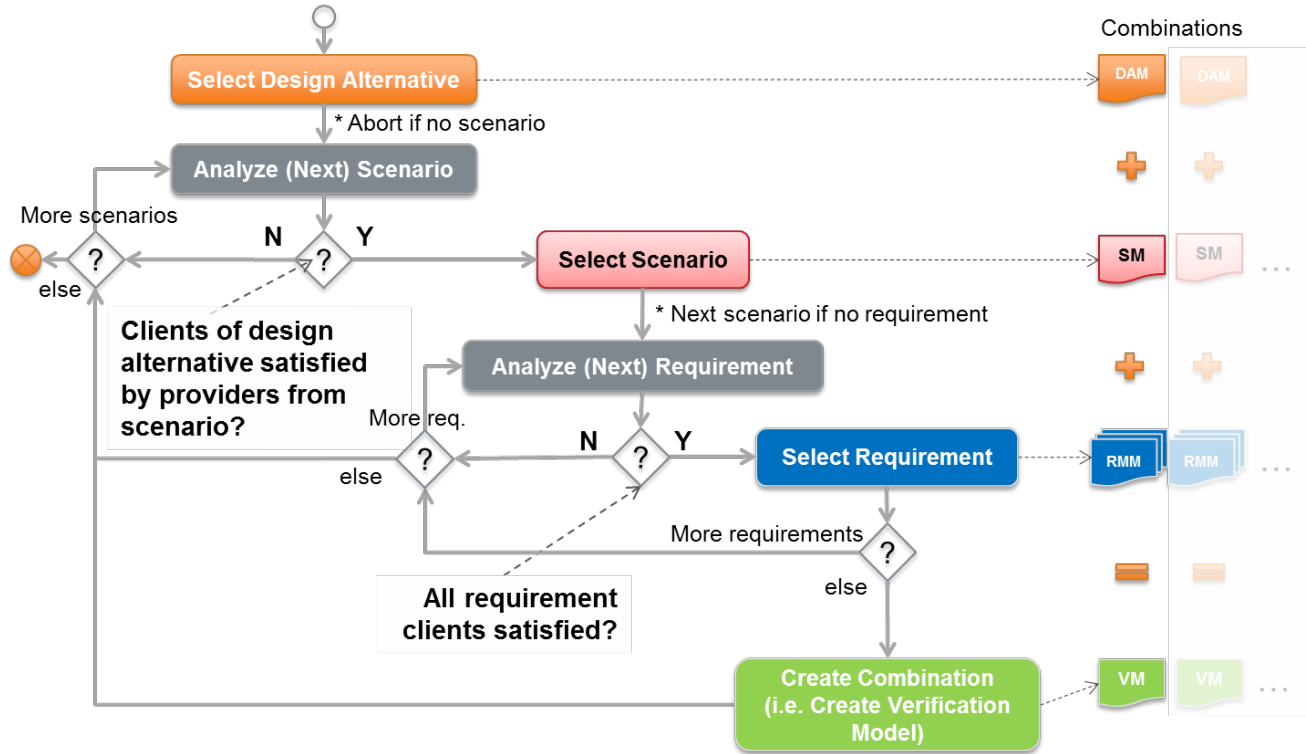 Combinations
Select Design Alternative
DAM
DAM
* Abort if no scenario
Analyze (Next) Scenario
More scenarios
N
Y
?
?
else
Select Scenario
SM
SM
...
* Next scenario if no requirement
Clients of design
alternative satisfied
by providers from
scenario?
Analyze (Next) Requirement
More req.
N
Y
?
?
else
Select Requirement
RMM
RMM
...
More requirements
?
else
All requirement
clients satisfied?
Create Combination
(i.e. Create Verification
Model)
VM
VM
...